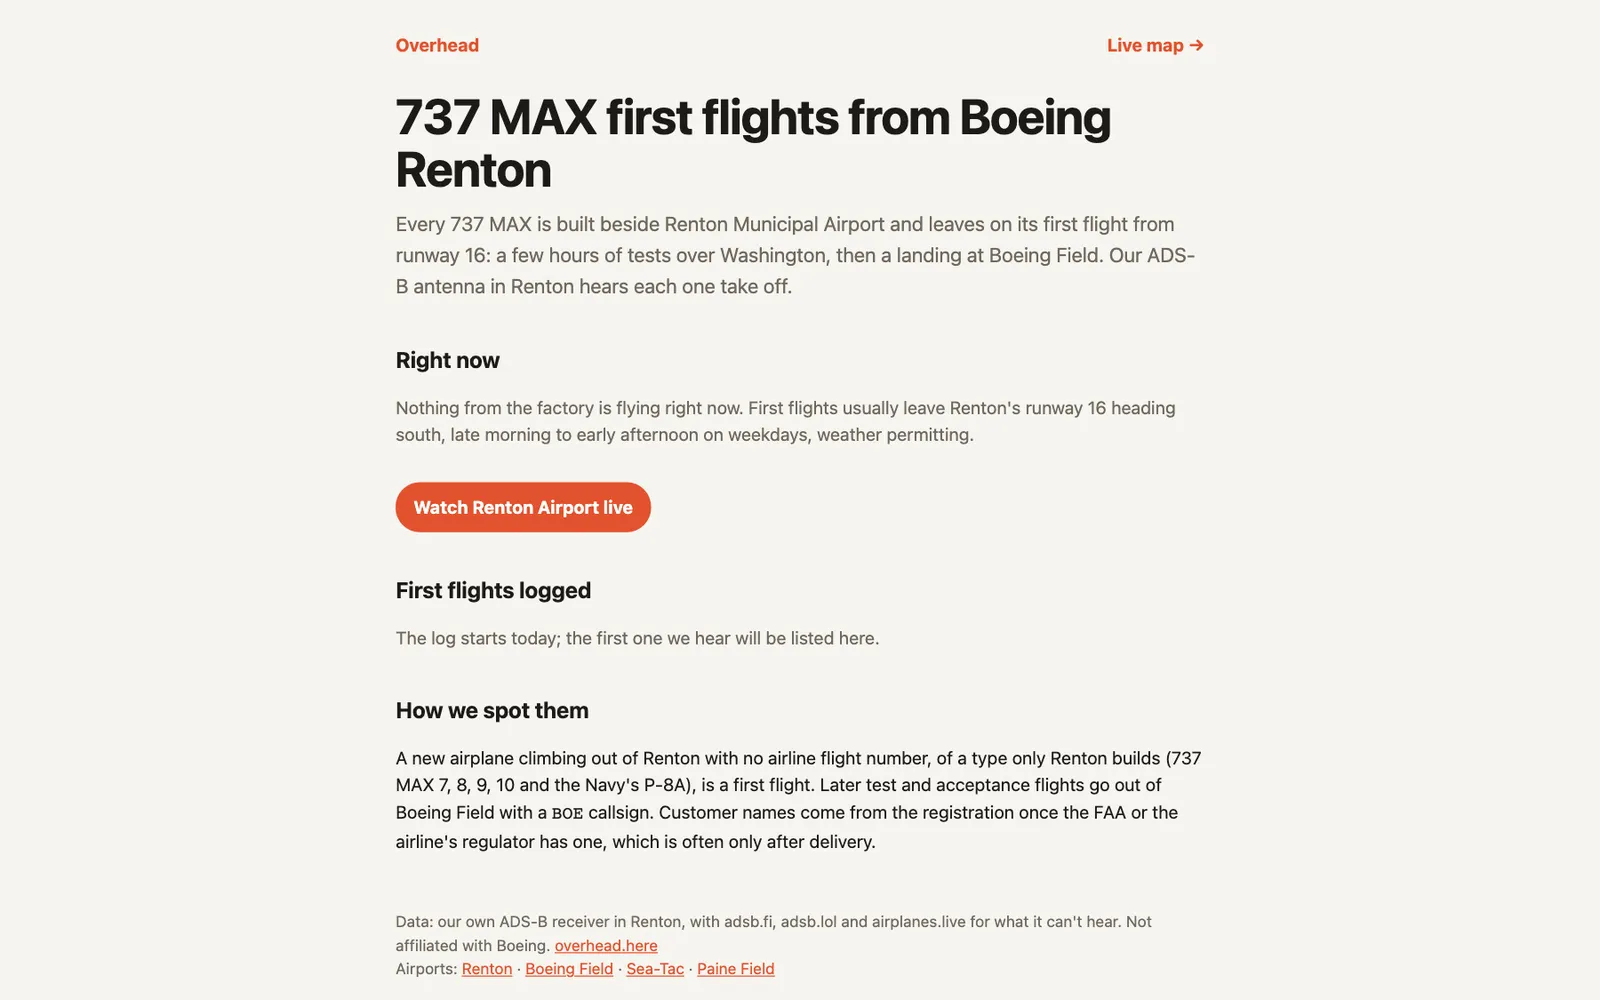 Overhead
Live map →
737 MAX first flights from Boeing
Renton
Every 737 MAX is built beside Renton Municipal Airport and leaves on its first flight from
runway 16: a few hours of tests over Washington, then a landing at Boeing Field. Our ADS-
B antenna in Renton hears each one take off.
Right now
Nothing from the factory is flying right now. First flights usually leave Renton's runway 16 heading
south, late morning to early afternoon on weekdays, weather permitting.
Watch Renton Airport live
First flights logged
The log starts today; the first one we hear will be listed here.
How we spot them
A new airplane climbing out of Renton with no airline flight number, of a type only Renton builds (737
MAX 7, 8, 9, 10 and the Navy's P-8A), is a first flight. Later test and acceptance flights go out of
Boeing Field with a BOE callsign. Customer names come from the registration once the FAA or the
airline's regulator has one, which is often only after delivery.
Data: our own ADS-B receiver in Renton, with adsb.fi, adsb.lol and airplanes.live for what it can't hear. Not
affiliated with Boeing. overhead.here
Airports: Renton · Boeing Field · Sea-Tac · Paine Field